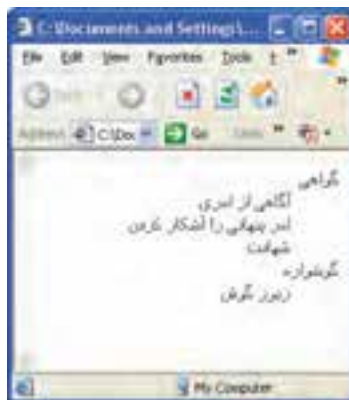 C:\Documents and Settings\...
File Edit View Favorites Tools
Address C:\Doc Go Links
گواهی
آگاهی از امری
امر پنهانی را آشکار کردن
شهادت
گوشواره
زیور گوش
My Computer